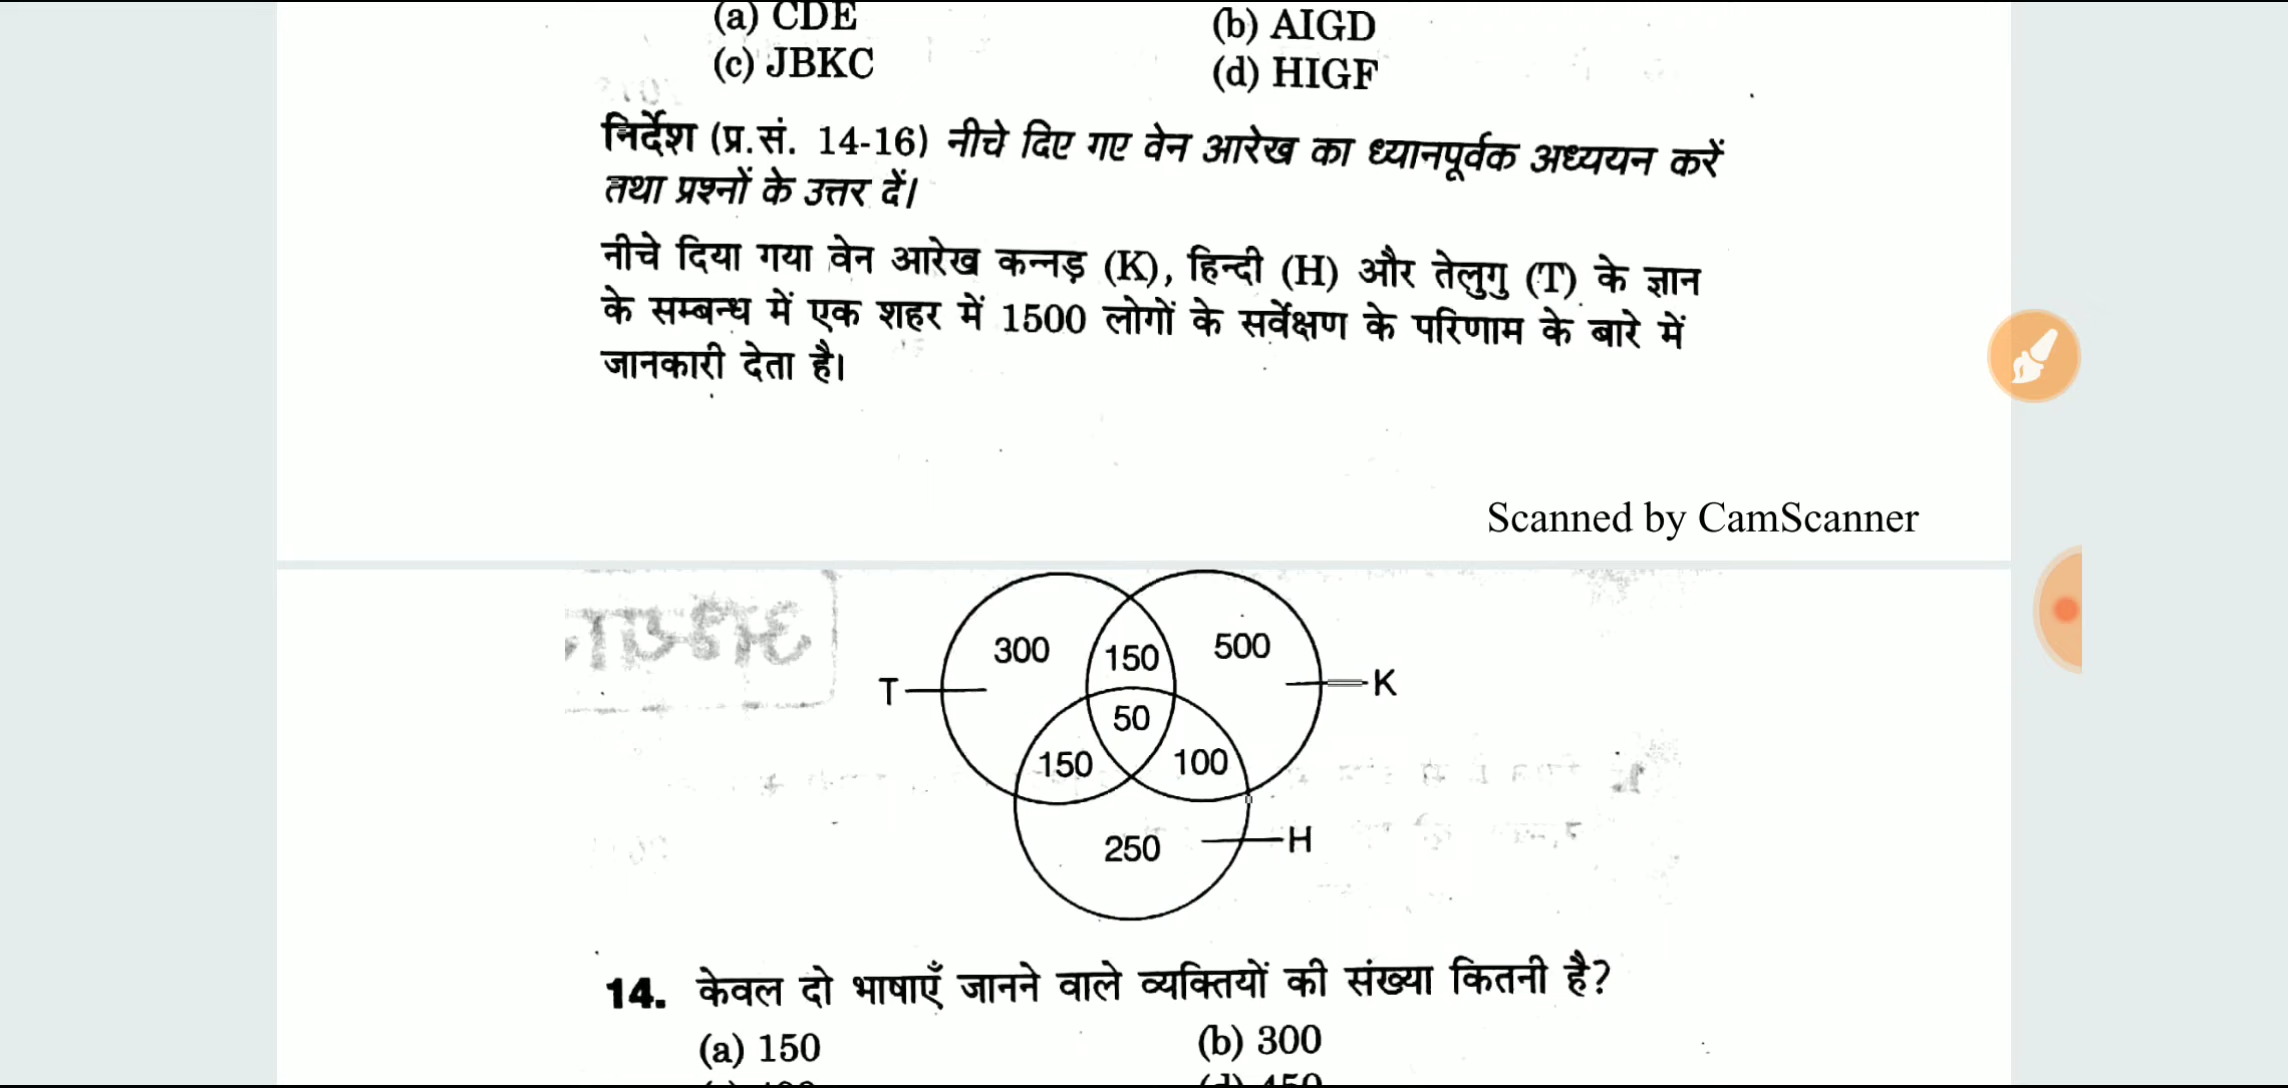 (a) CDE (b) AIGD
(c) JBKC (d) HIGF
निर्देश (प्र.सं. 14-16) नीचे दिए गए वेन आरेख का ध्यानपूर्वक अध्ययन करें
तथा प्रश्नों के उत्तर दें।
नीचे दिया गया वेन आरेख कन्नड़ (K), हिन्दी (H) और तेलुगु (T) के ज्ञान
के सम्बन्ध में एक शहर में 1500 लोगों के सर्वेक्षण के परिणाम के बारे में
जानकारी देता है।
Scanned by CamScanner
300 150 500
T K
50
150 100
250 H
14. केवल दो भाषाएँ जानने वाले व्यक्तियों की संख्या कितनी है?
(a) 150 (b) 300
(d) 450